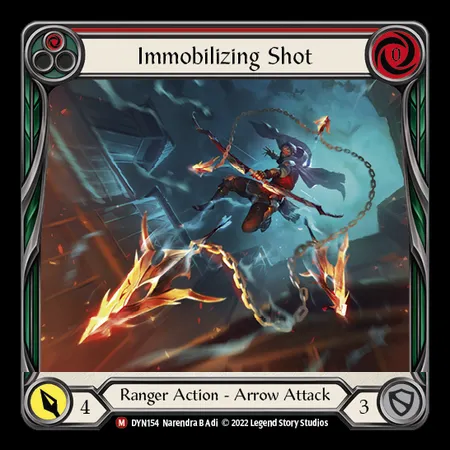 Immobilizing Shot
0
Ranger Action - Arrow Attack
4
3
M DYN154 Narendra B Adi © 2022 Legend Story Studios